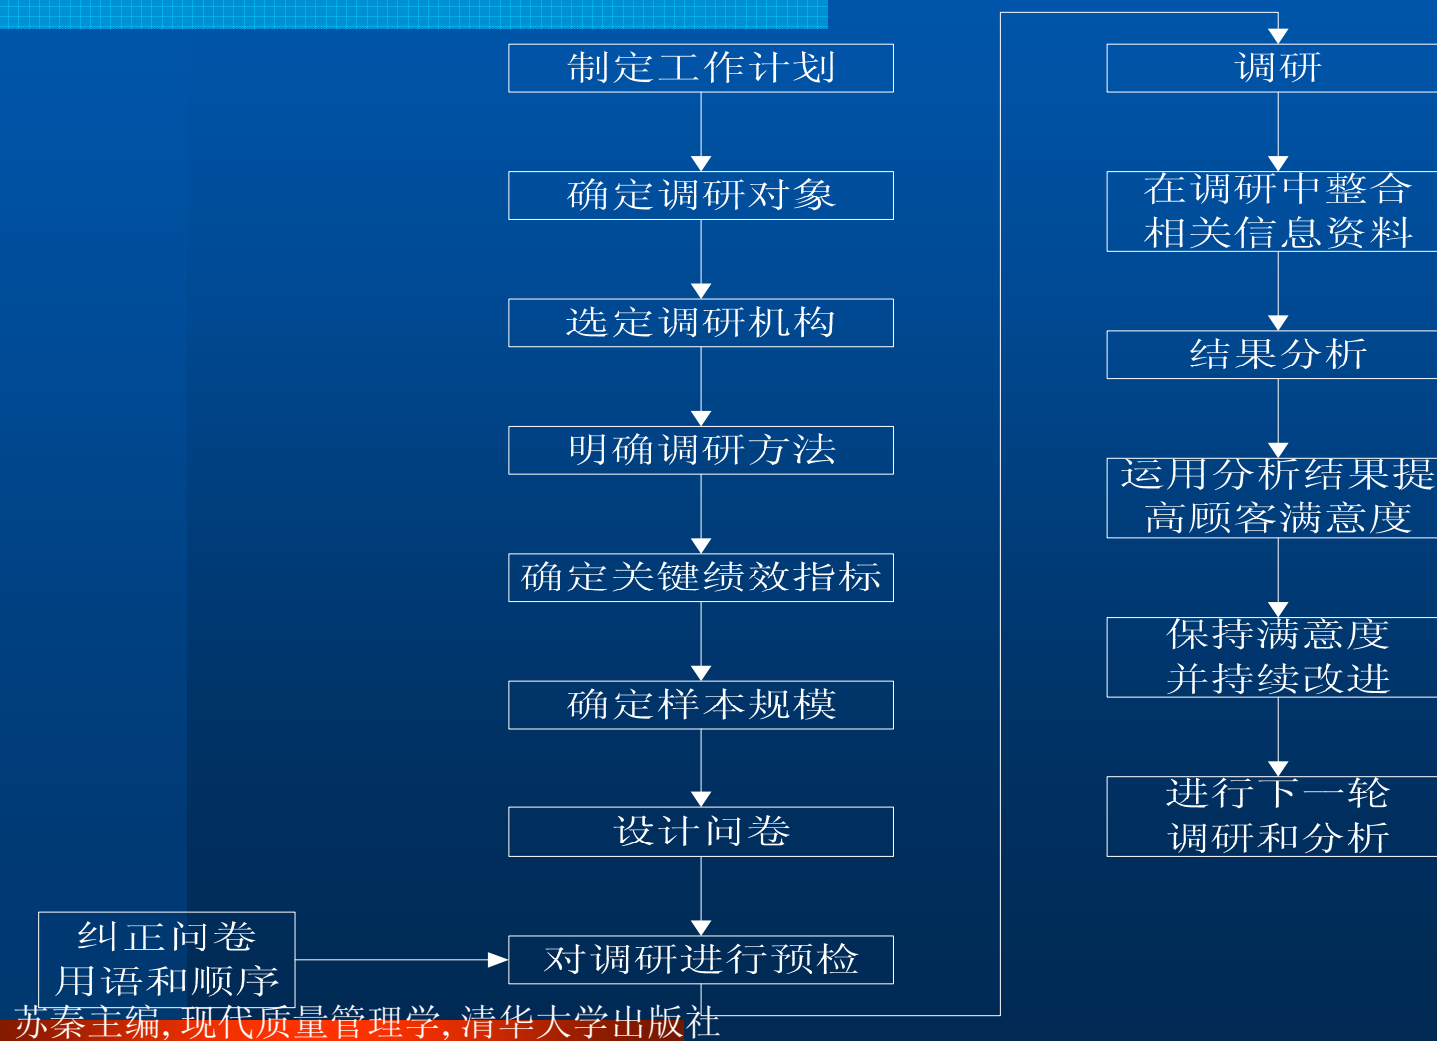 制定工作计划
确定调研对象
选定调研机构
明确调研方法
确定关键绩效指标
确定样本规模
设计问卷
纠正问卷
用语和顺序
对调研进行预检
调研
在调研中整合
相关信息资料
结果分析
运用分析结果提
高顾客满意度
保持满意度
并持续改进
进行下一轮
调研和分析
苏秦主编,现代质量管理学,清华大学出版社